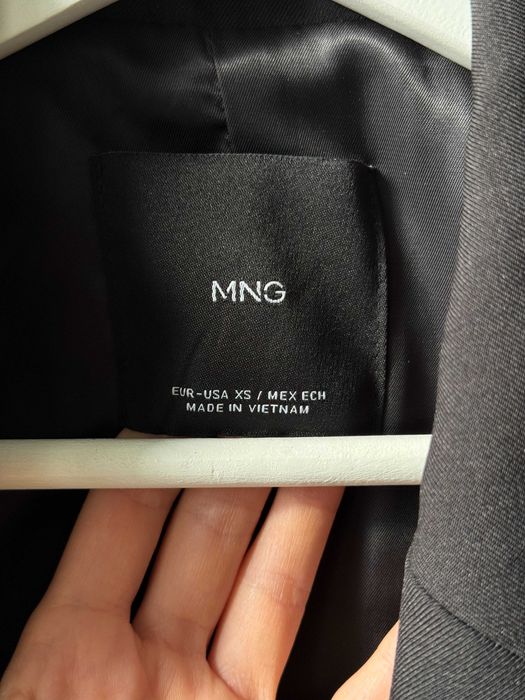 MNG
EUR-USA XS / MEX ECH
MADE IN VIETNAM